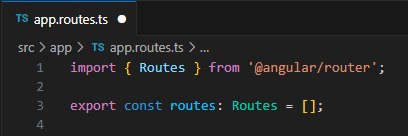 TS app.routes.ts ●
src > app > TS app.routes.ts > ...
1 import { Routes } from '@angular/router';
2
3 export const routes: Routes = [];
4